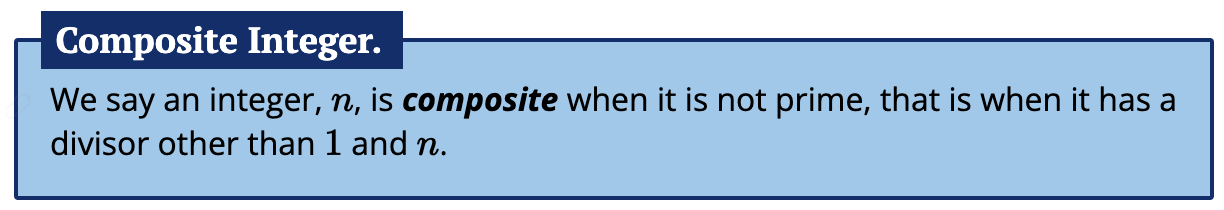 Composite Integer.
We say an integer, n, is composite when it is not prime, that is when it has a
divisor other than 1 and n.